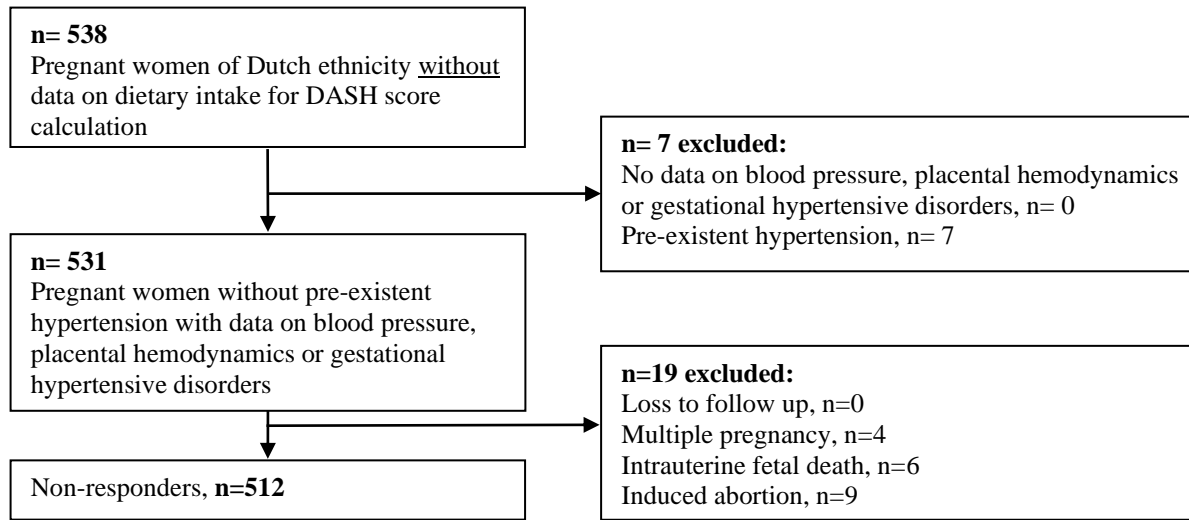 n= 538
Pregnant women of Dutch ethnicity without
data on dietary intake for DASH score
calculation
n= 7 excluded:
No data on blood pressure, placental hemodynamics
or gestational hypertensive disorders, n= 0
Pre-existent hypertension, n= 7
n= 531
Pregnant women without pre-existent
hypertension with data on blood pressure,
placental hemodynamics or gestational
hypertensive disorders
n=19 excluded:
Loss to follow up, n=0
Multiple pregnancy, n=4
Intrauterine fetal death, n=6
Induced abortion, n=9
Non-responders, n=512